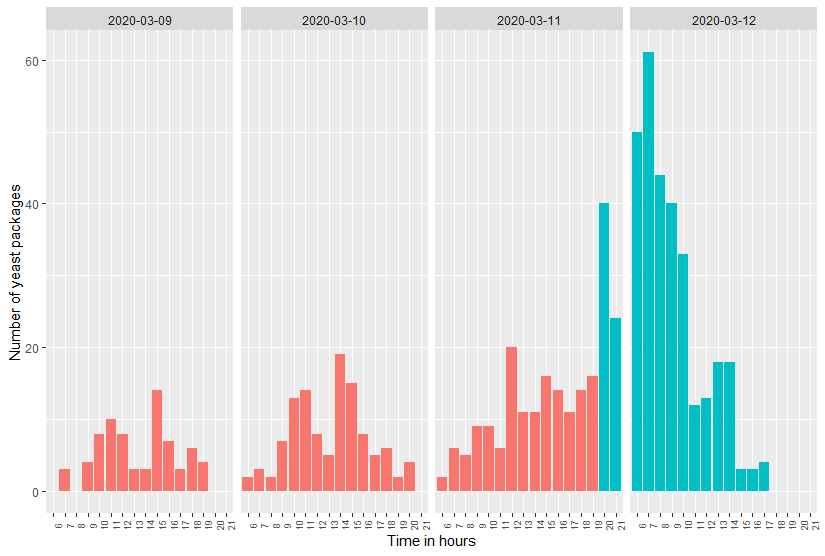 2020-03-09 2020-03-10 2020-03-11 2020-03-12
Number of yeast packages
60
40
20
0
6 7 8 9 10 11 12 13 14 15 16 17 18 19 20 21 6 7 8 9 10 11 12 13 14 15 16 17 18 19 20 21 6 7 8 9 10 11 12 13 14 15 16 17 18 19 20 21 6 7 8 9 10 11 12 13 14 15 16 17 18 19 20 21
Time in hours